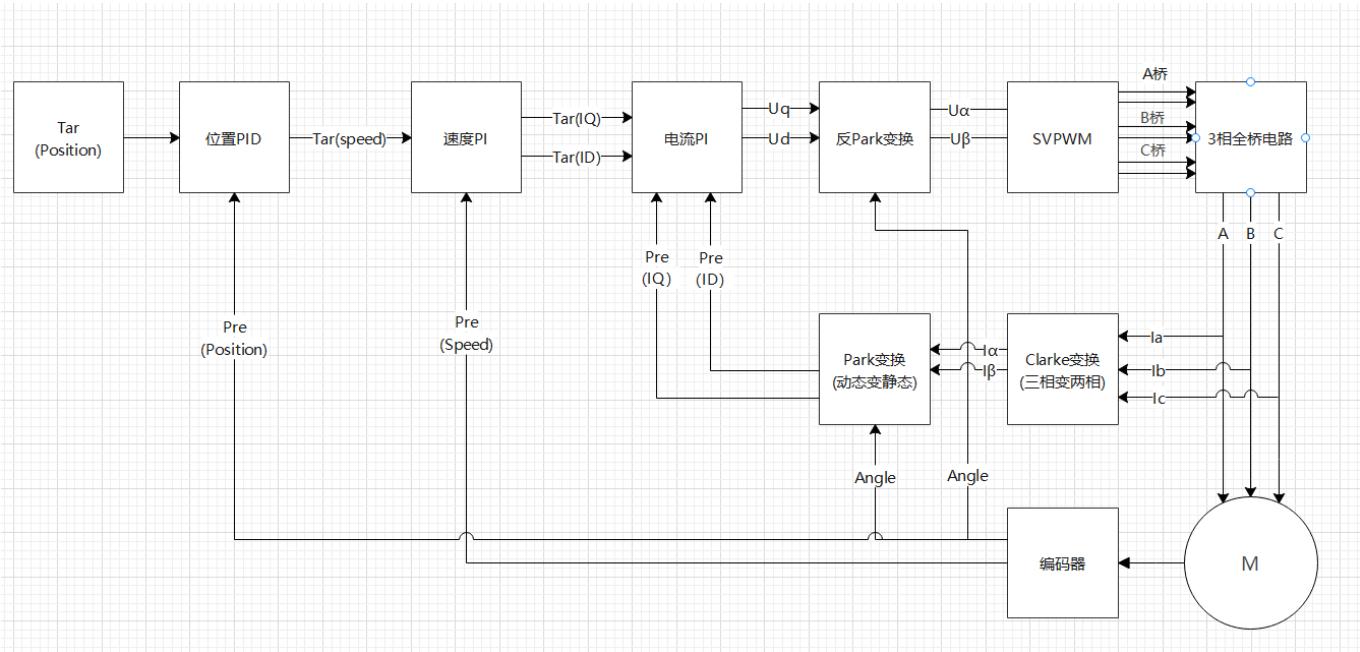 Tar
(Position)
位置PID
Tar(speed)
速度PI
Tar(IQ)
Tar(ID)
电流PI
Uq
Ud
反Park变换
Uα
Uβ
SVPWM
A桥
B桥
C桥
3相全桥电路
A
B
C
Pre
(IQ)
Pre
(ID)
Pre
(Position)
Pre
(Speed)
Park变换
(动态变静态)
Iα
Iβ
Clarke变换
(三相变两相)
Ia
Ib
Ic
Angle
Angle
编码器
M